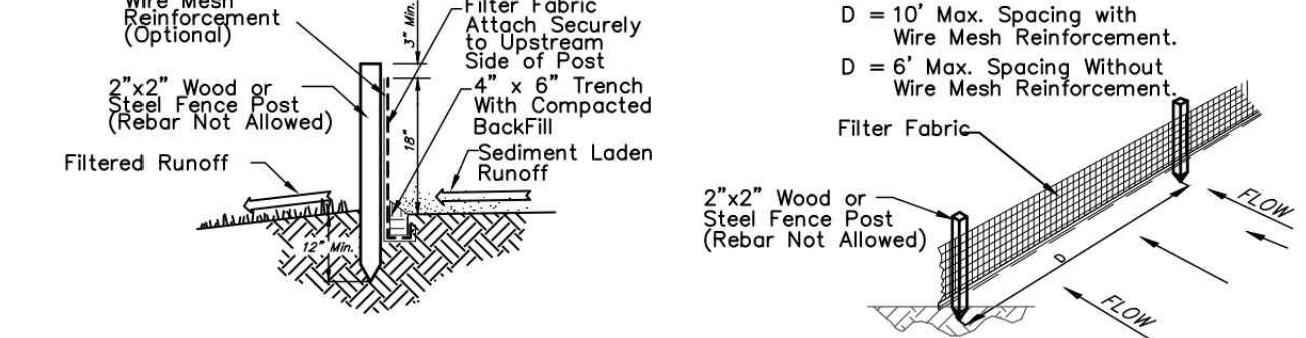 Wire Mesh
Reinforcement
(Optional)
2"x2" Wood or
Steel Fence Post
(Rebar Not Allowed)
Filtered Runoff
12" Min.
3" Min.
18"
Filter Fabric
Attach Securely
to Upstream
Side of Post
4" x 6" Trench
With Compacted
BackFill
Sediment Laden
Runoff
D = 10' Max. Spacing with
Wire Mesh Reinforcement.
D = 6' Max. Spacing Without
Wire Mesh Reinforcement.
Filter Fabric
2"x2" Wood or
Steel Fence Post
(Rebar Not Allowed)
D
FLOW
FLOW